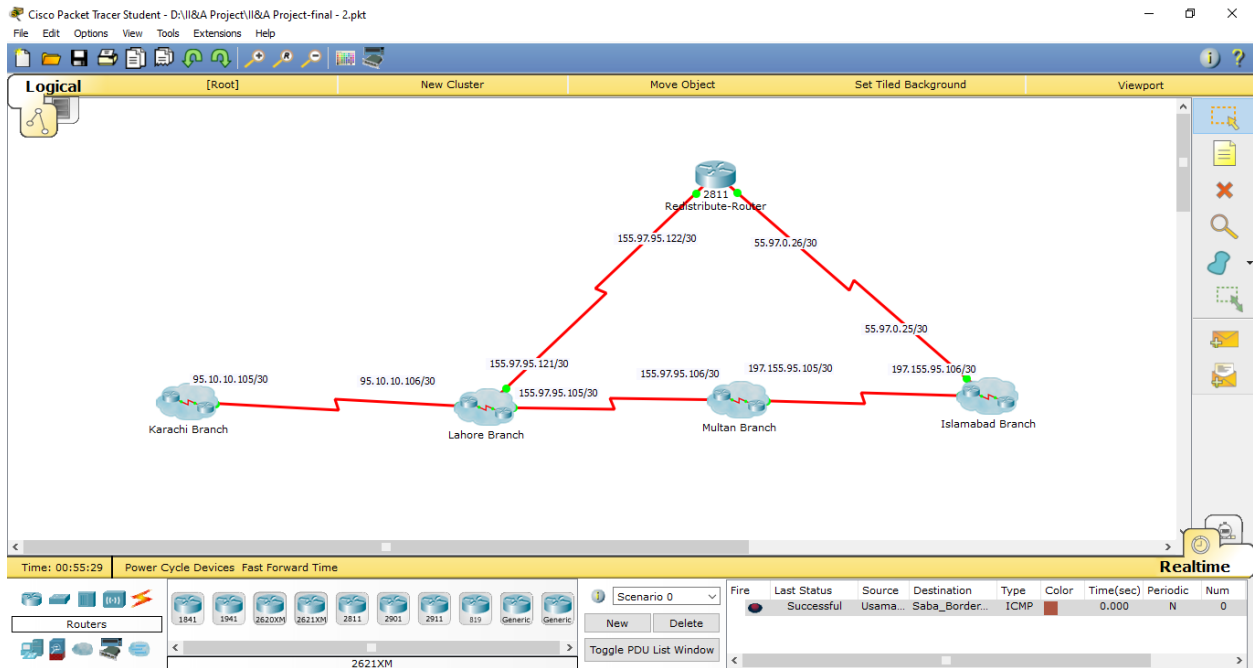 Cisco Packet Tracer Student - D:\II&A Project\II&A Project-final - 2.pkt
File Edit Options View Tools Extensions Help
Logical [Root] New Cluster Move Object Set Tiled Background Viewport
2811
Redistribute-Router
155.97.95.122/30 55.97.0.26/30
55.97.0.25/30
155.97.95.121/30 155.97.95.106/30 197.155.95.105/30 197.155.95.106/30
95.10.10.105/30 95.10.10.106/30 155.97.95.105/30
Karachi Branch Lahore Branch Multan Branch Islamabad Branch
Time: 00:55:29 Power Cycle Devices Fast Forward Time Realtime
Routers
1841 1941 2620XM 2621XM 2811 2901 2911 819 Generic Generic
2621XM
Scenario 0
New Delete
Toggle PDU List Window
Fire Last Status Source Destination Type Color Time(sec) Periodic Num
Successful Usama... Saba_Border... ICMP 0.000 N 0